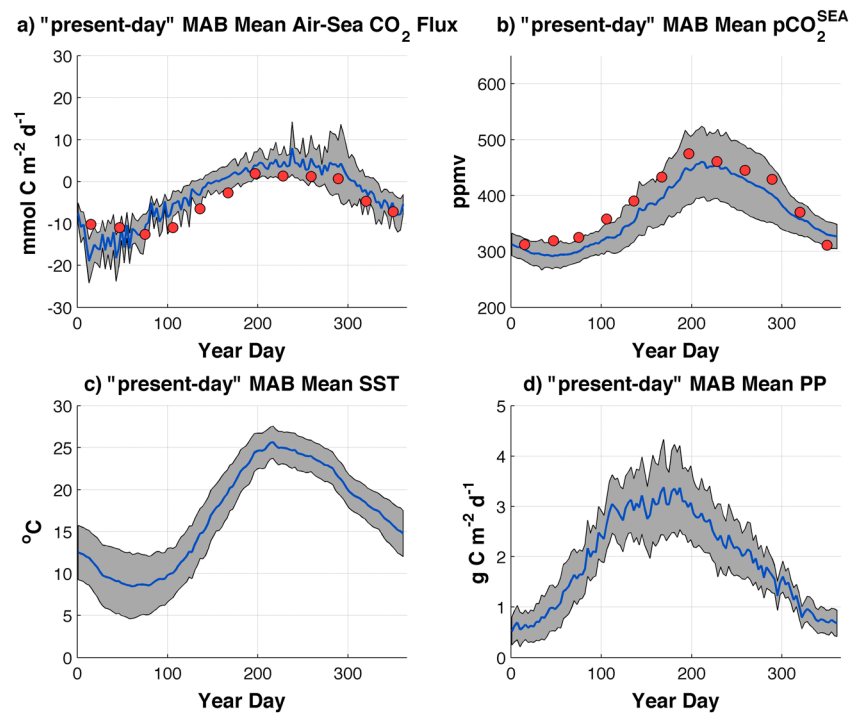 a) "present-day" MAB Mean Air-Sea CO2 Flux
30
20
10
0
-10
-20
-30
mmol C m-2 d-1
0 100 200 300
Year Day
b) "present-day" MAB Mean pCO2SEA
600
500
400
300
200
ppmv
0 100 200 300
Year Day
c) "present-day" MAB Mean SST
30
25
20
15
10
5
0
oC
0 100 200 300
Year Day
d) "present-day" MAB Mean PP
5
4
3
2
1
0
g C m-2 d-1
0 100 200 300
Year Day